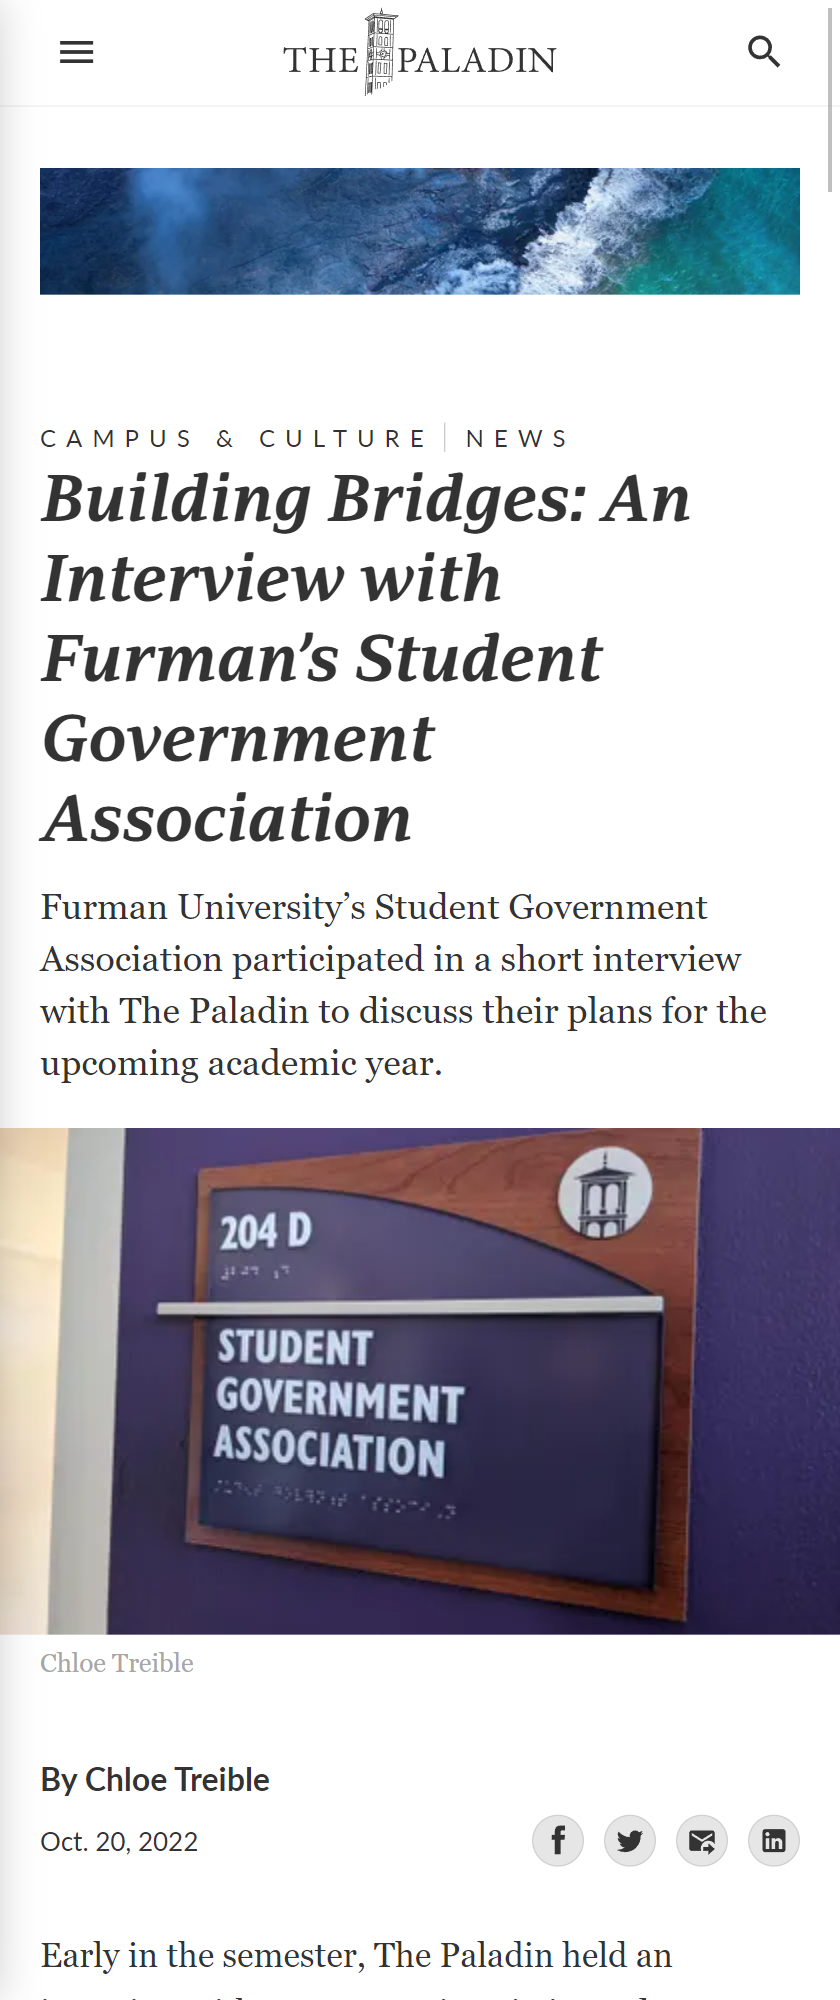 THE PALADIN
CAMPUS & CULTURE | NEWS
Building Bridges: An
Interview with
Furman’s Student
Government
Association
Furman University’s Student Government
Association participated in a short interview
with The Paladin to discuss their plans for the
upcoming academic year.
204 D
STUDENT
GOVERNMENT
ASSOCIATION
Chloe Treible
By Chloe Treible
Oct. 20, 2022
Early in the semester, The Paladin held an